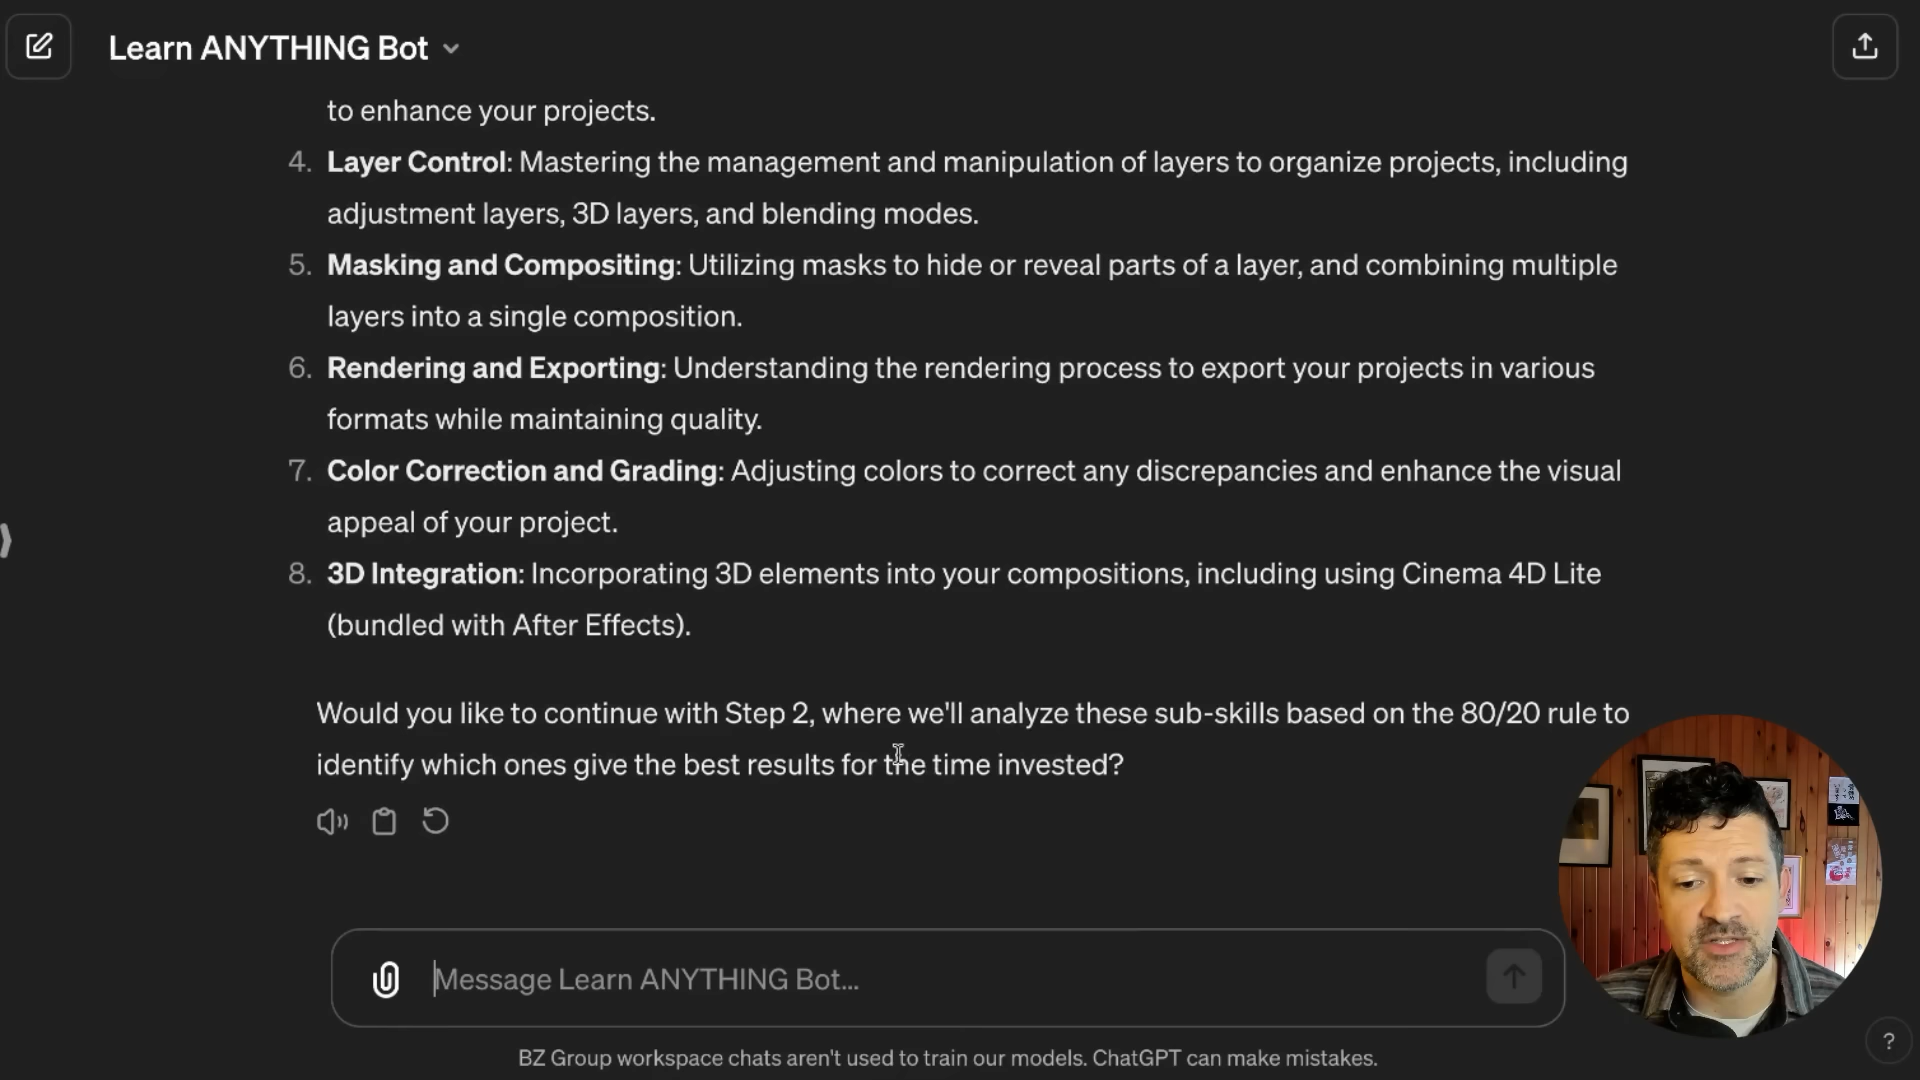 Learn ANYTHING Bot
to enhance your projects.
4. Layer Control: Mastering the management and manipulation of layers to organize projects, including
adjustment layers, 3D layers, and blending modes.
5. Masking and Compositing: Utilizing masks to hide or reveal parts of a layer, and combining multiple
layers into a single composition.
6. Rendering and Exporting: Understanding the rendering process to export your projects in various
formats while maintaining quality.
7. Color Correction and Grading: Adjusting colors to correct any discrepancies and enhance the visual
appeal of your project.
8. 3D Integration: Incorporating 3D elements into your compositions, including using Cinema 4D Lite
(bundled with After Effects).
Would you like to continue with Step 2, where we'll analyze these sub-skills based on the 80/20 rule to
identify which ones give the best results for the time invested?
Message Learn ANYTHING Bot...
BZ Group workspace chats aren't used to train our models. ChatGPT can make mistakes.
?